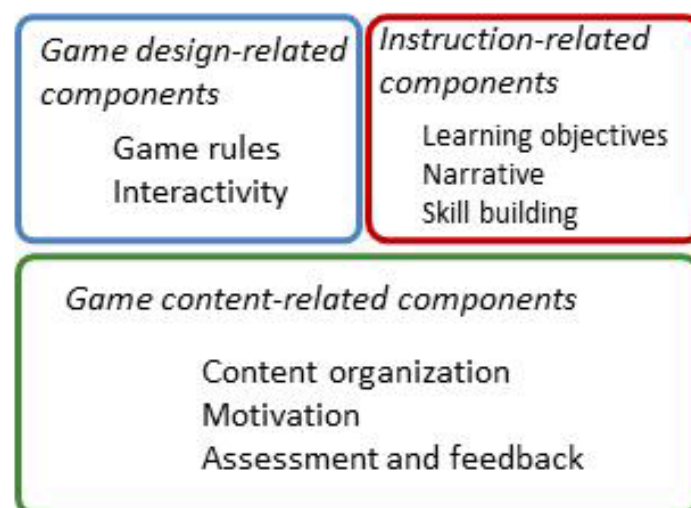 Game design-related
components
Game rules
Interactivity
Instruction-related
components
Learning objectives
Narrative
Skill building
Game content-related components
Content organization
Motivation
Assessment and feedback